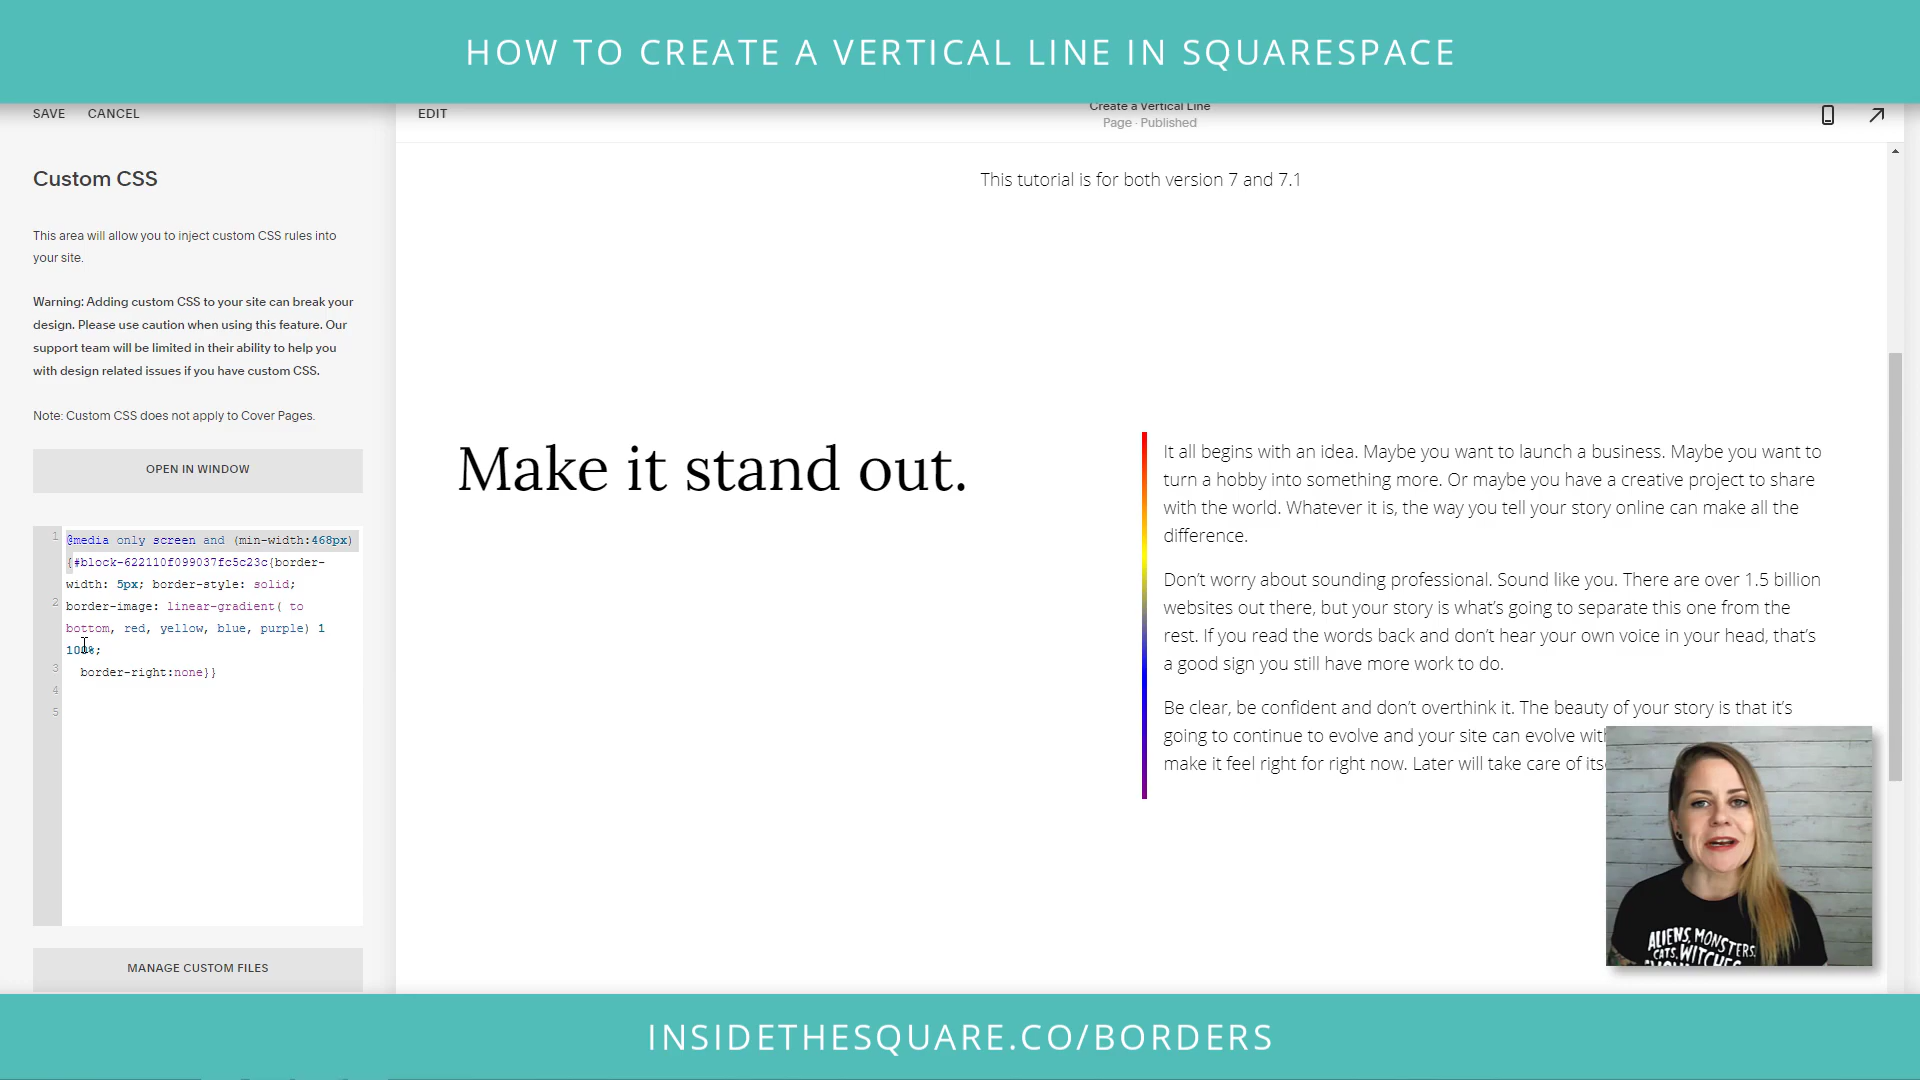 HOW TO CREATE A VERTICAL LINE IN SQUARESPACE
SAVE CANCEL
EDIT
Create a Vertical Line
Page · Published
Custom CSS
This area will allow you to inject custom CSS rules into
your site.
Warning: Adding custom CSS to your site can break your
design. Please use caution when using this feature. Our
support team will be limited in their ability to help you
with design related issues if you have custom CSS.
Note: Custom CSS does not apply to Cover Pages.
OPEN IN WINDOW
1 @media only screen and (min-width:468px)
{#block-622110f099037fc5c23c{border-
width: 5px; border-style: solid;
2 border-image: linear-gradient( to
bottom, red, yellow, blue, purple) 1
100%;
3 border-right:none}}
4
5
MANAGE CUSTOM FILES
This tutorial is for both version 7 and 7.1
Make it stand out.
It all begins with an idea. Maybe you want to launch a business. Maybe you want to
turn a hobby into something more. Or maybe you have a creative project to share
with the world. Whatever it is, the way you tell your story online can make all the
difference.
Don’t worry about sounding professional. Sound like you. There are over 1.5 billion
websites out there, but your story is what’s going to separate this one from the
rest. If you read the words back and don’t hear your own voice in your head, that’s
a good sign you still have more work to do.
Be clear, be confident and don’t overthink it. The beauty of your story is that it’s
going to continue to evolve and your site can evolve
make it feel right for right now. Later will take care of
ALIENS, MONSTERS,
CATS, WITCHES
INSIDETHESQUARE.CO/BORDERS